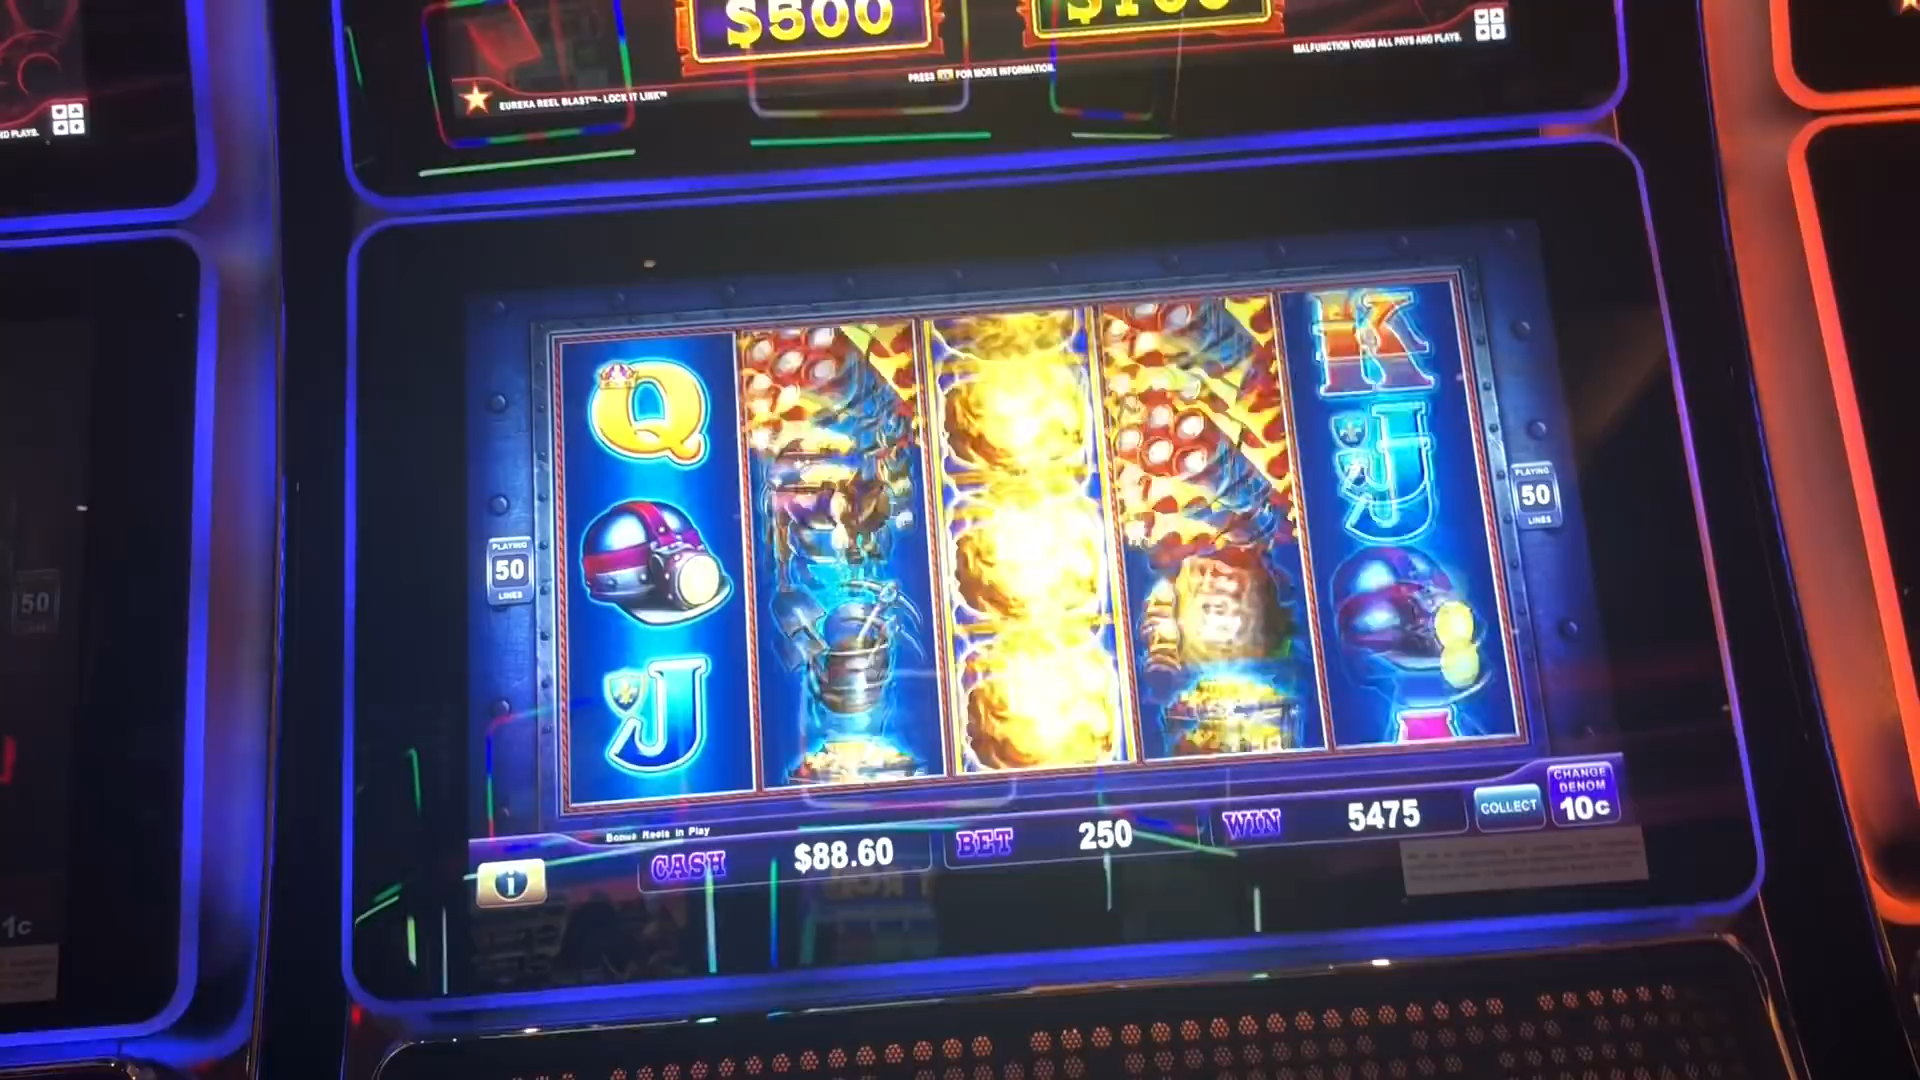 $500
$100
MALFUNCTION VOIDS ALL PAYS AND PLAYS.
PRESS FOR MORE INFORMATION.
EUREKA REEL BLAST™ - LOCK IT LINK™
D PLAYS.
K
Q
J
PLAYING
50
LINES
PLAYING
50
LINES
50
J
Bonus Reels in Play
CASH $88.60
BET 250
WIN 5475
COLLECT
CHANGE
DENOM
10c
1c